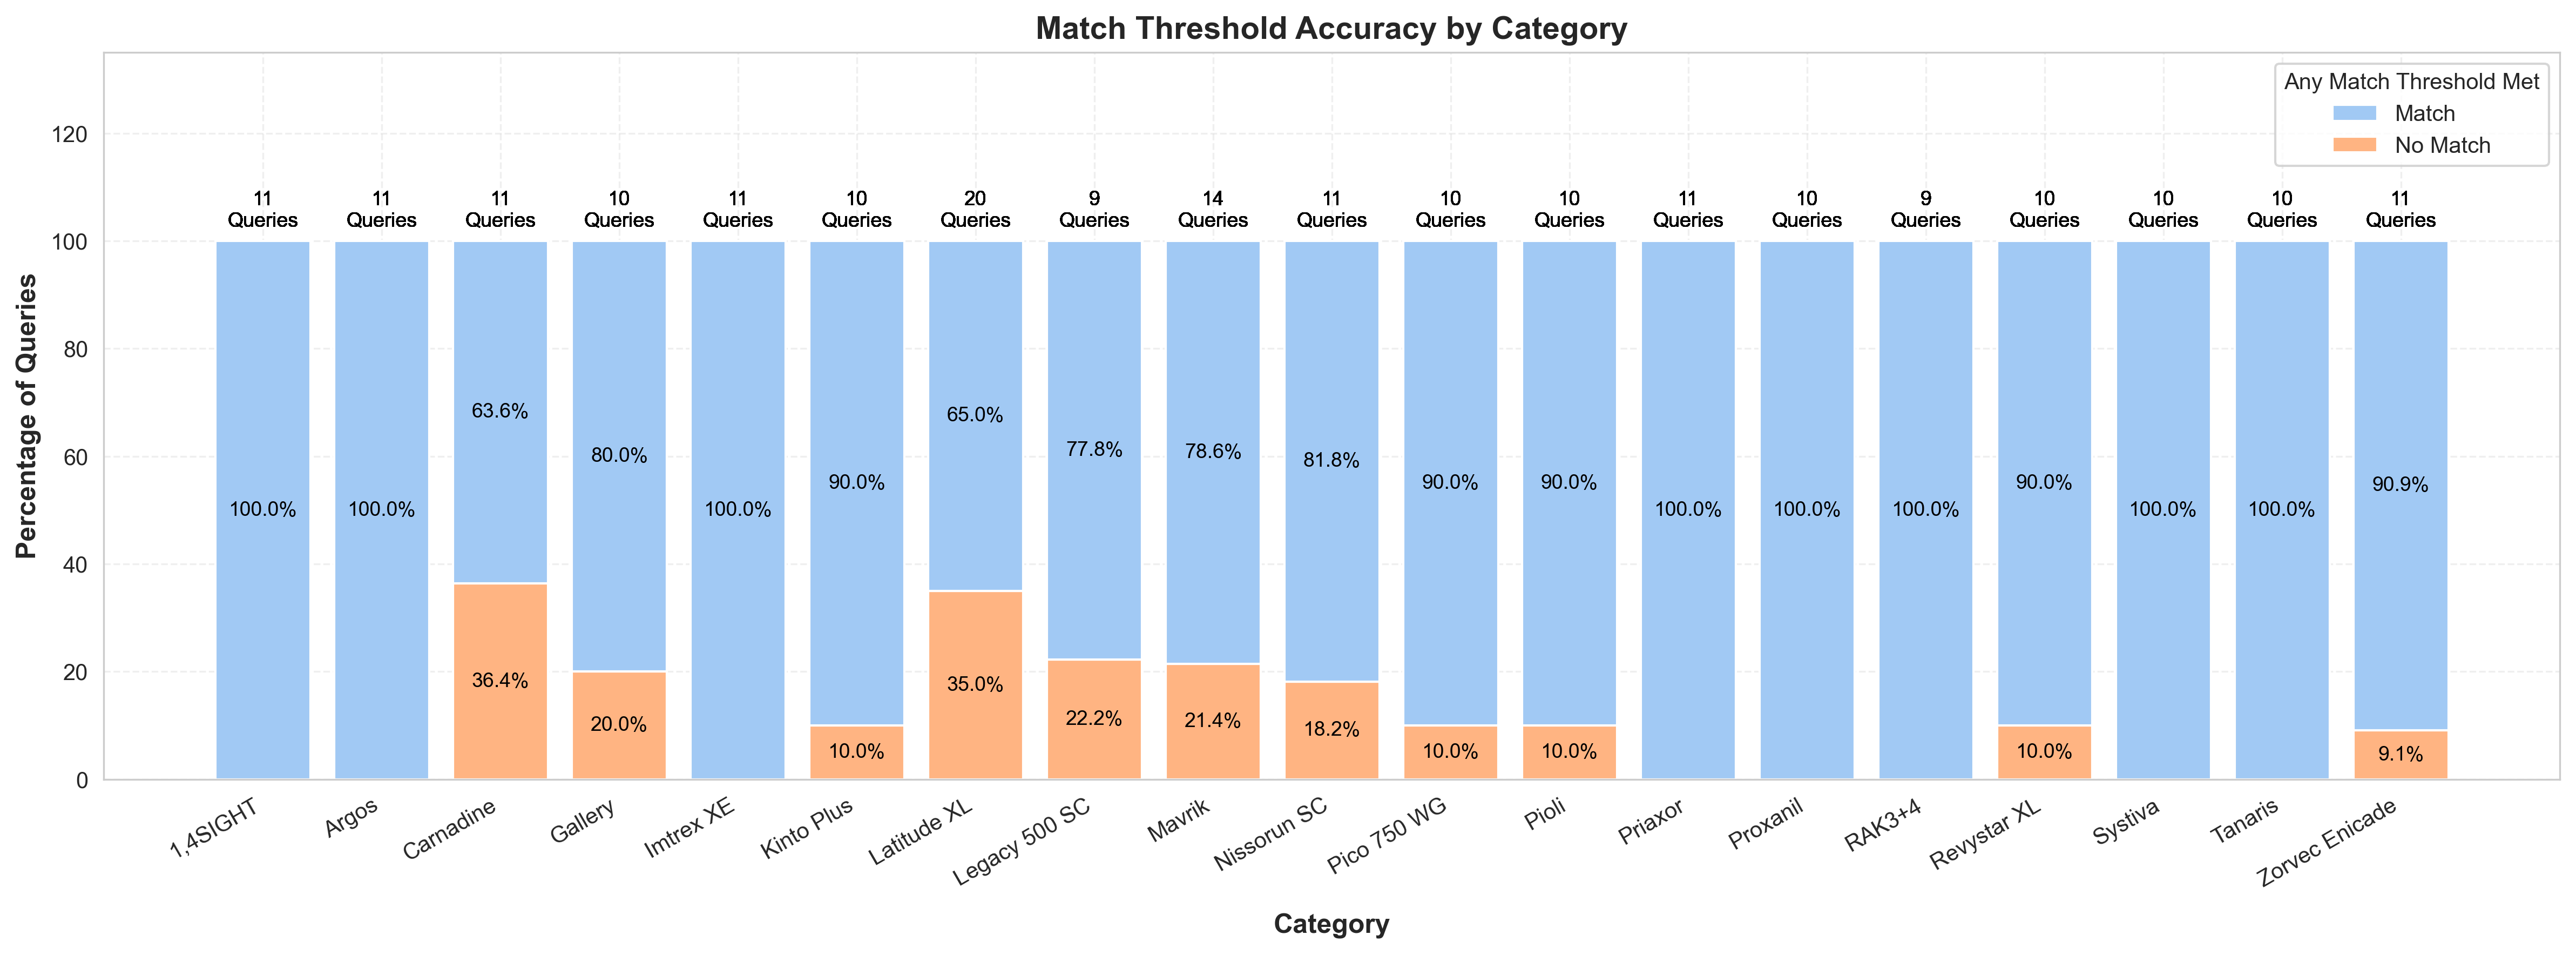 Match Threshold Accuracy by Category
Any Match Threshold Met
Match
No Match
Percentage of Queries
120
100
80
60
40
20
0
11
Queries
11
Queries
11
Queries
10
Queries
11
Queries
10
Queries
20
Queries
9
Queries
14
Queries
11
Queries
10
Queries
10
Queries
11
Queries
10
Queries
9
Queries
10
Queries
10
Queries
10
Queries
11
Queries
100.0%
100.0%
63.6%
36.4%
80.0%
20.0%
100.0%
90.0%
10.0%
65.0%
35.0%
77.8%
22.2%
78.6%
21.4%
81.8%
18.2%
90.0%
10.0%
90.0%
10.0%
100.0%
100.0%
100.0%
90.0%
10.0%
100.0%
100.0%
90.9%
9.1%
1,4SIGHT
Argos
Carnadine
Gallery
Imtrex XE
Kinto Plus
Latitude XL
Legacy 500 SC
Mavrik
Nissorun SC
Pico 750 WG
Pioli
Priaxor
Proxanil
RAK3+4
Revystar XL
Systiva
Tanaris
Zorvec Enicade
Category